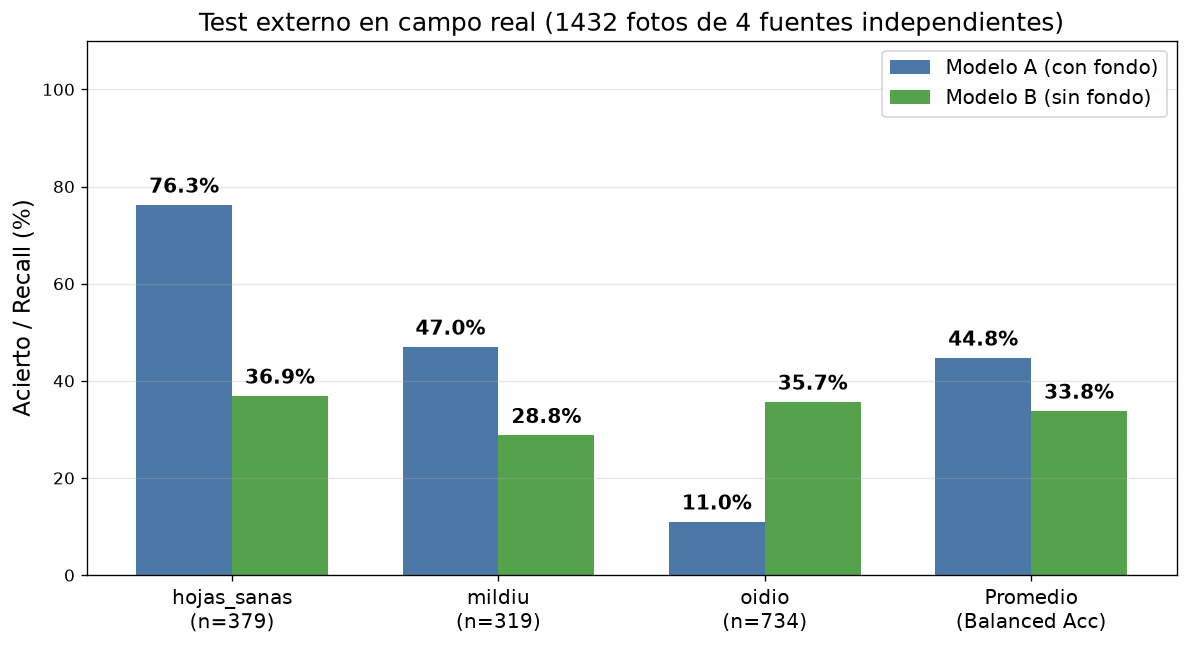 Test externo en campo real (1432 fotos de 4 fuentes independientes)
Modelo A (con fondo)
Modelo B (sin fondo)
Acierto / Recall (%)
100
80
60
40
20
0
76.3%
36.9%
47.0%
28.8%
11.0%
35.7%
44.8%
33.8%
hojas_sanas
(n=379)
mildiu
(n=319)
oidio
(n=734)
Promedio
(Balanced Acc)